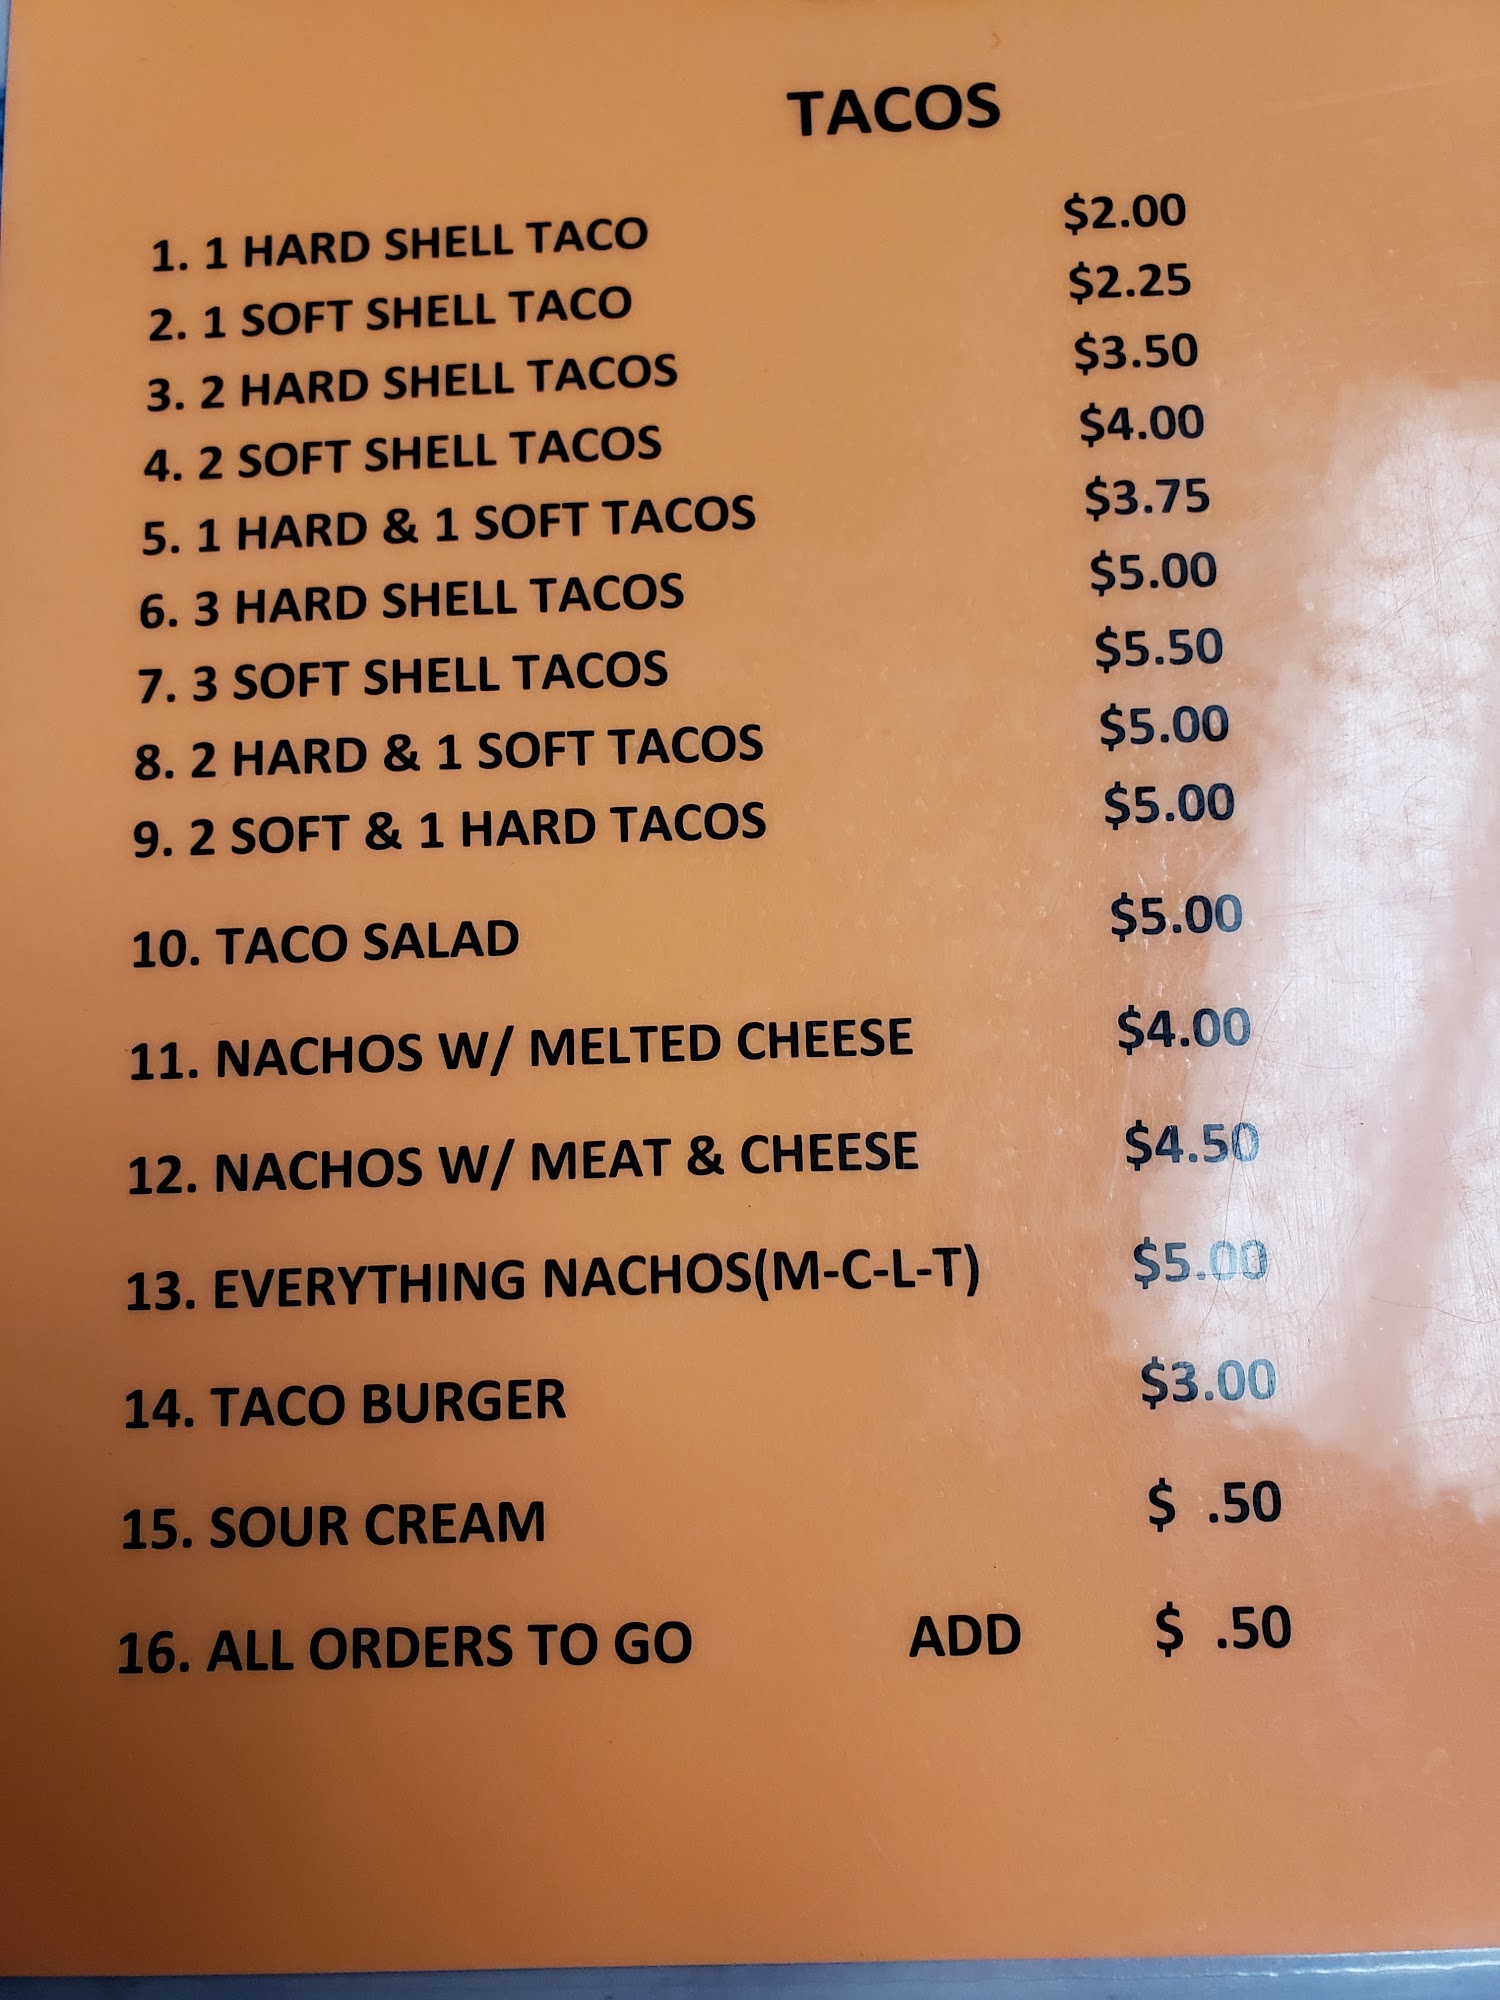 TACOS
1. 1 HARD SHELL TACO $2.00
2. 1 SOFT SHELL TACO $2.25
3. 2 HARD SHELL TACOS $3.50
4. 2 SOFT SHELL TACOS $4.00
5. 1 HARD & 1 SOFT TACOS $3.75
6. 3 HARD SHELL TACOS $5.00
7. 3 SOFT SHELL TACOS $5.50
8. 2 HARD & 1 SOFT TACOS $5.00
9. 2 SOFT & 1 HARD TACOS $5.00
10. TACO SALAD $5.00
11. NACHOS W/ MELTED CHEESE $4.00
12. NACHOS W/ MEAT & CHEESE $4.50
13. EVERYTHING NACHOS(M-C-L-T) $5.00
14. TACO BURGER $3.00
15. SOUR CREAM $ .50
16. ALL ORDERS TO GO ADD $ .50